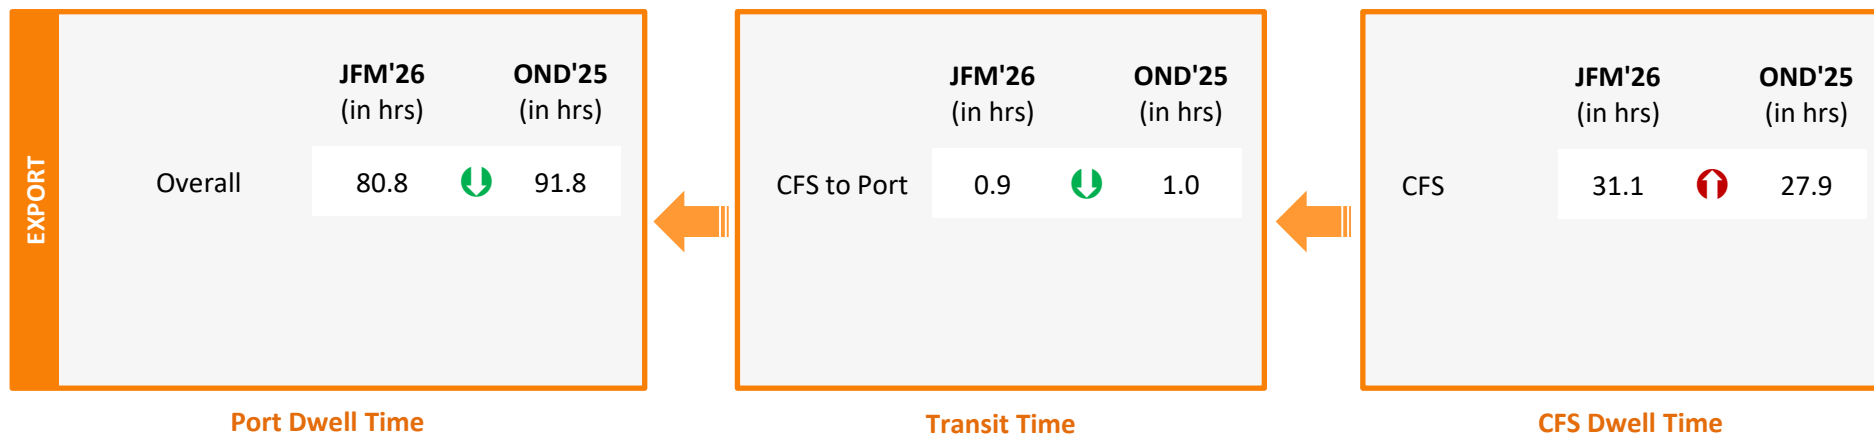 EXPORT
JFM'26 OND'25
(in hrs) (in hrs)
Overall 80.8 91.8
Port Dwell Time
JFM'26 OND'25
(in hrs) (in hrs)
CFS to Port 0.9 1.0
Transit Time
JFM'26 OND'25
(in hrs) (in hrs)
CFS 31.1 27.9
CFS Dwell Time